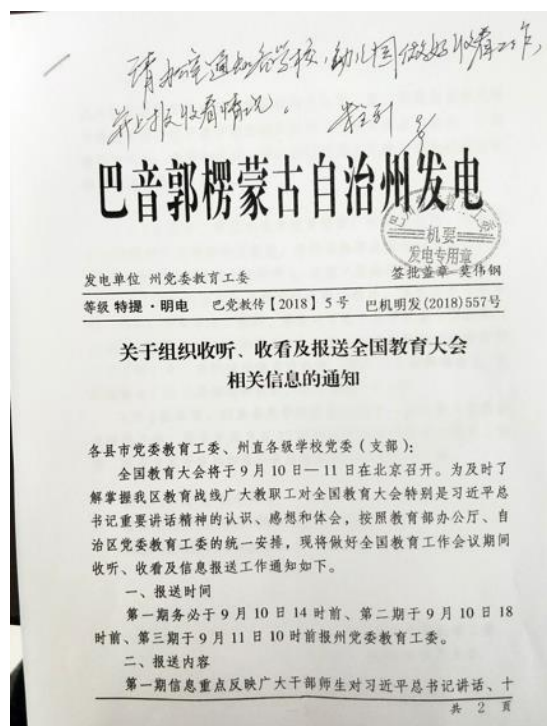 请办公室通知各学校、幼儿园做好收看工作,
并上报收看情况。
巴音郭楞蒙古自治州发电
机要
发电专用章
发电单位 州党委教育工委
签批盖章 莫伟钢
等级 特提·明电 巴党教传【2018】5号 巴机明发(2018)557号
关于组织收听、收看及报送全国教育大会
相关信息的通知
各县市党委教育工委、州直各级学校党委(支部):
全国教育大会将于9月10日—11日在北京召开。为及时了
解掌握我区教育战线广大教职工对全国教育大会特别是习近平总
书记重要讲话精神的认识、感想和体会,按照教育部办公厅、自
治区党委教育工委的统一安排,现将做好全国教育工作会议期间
收听、收看及信息报送工作通知如下。
一、报送时间
第一期务必于9月10日14时前、第二期于9月10日18
时前、第三期于9月11日10时前报州党委教育工委。
二、报送内容
第一期信息重点反映广大干部师生对习近平总书记讲话、十
共 2 页